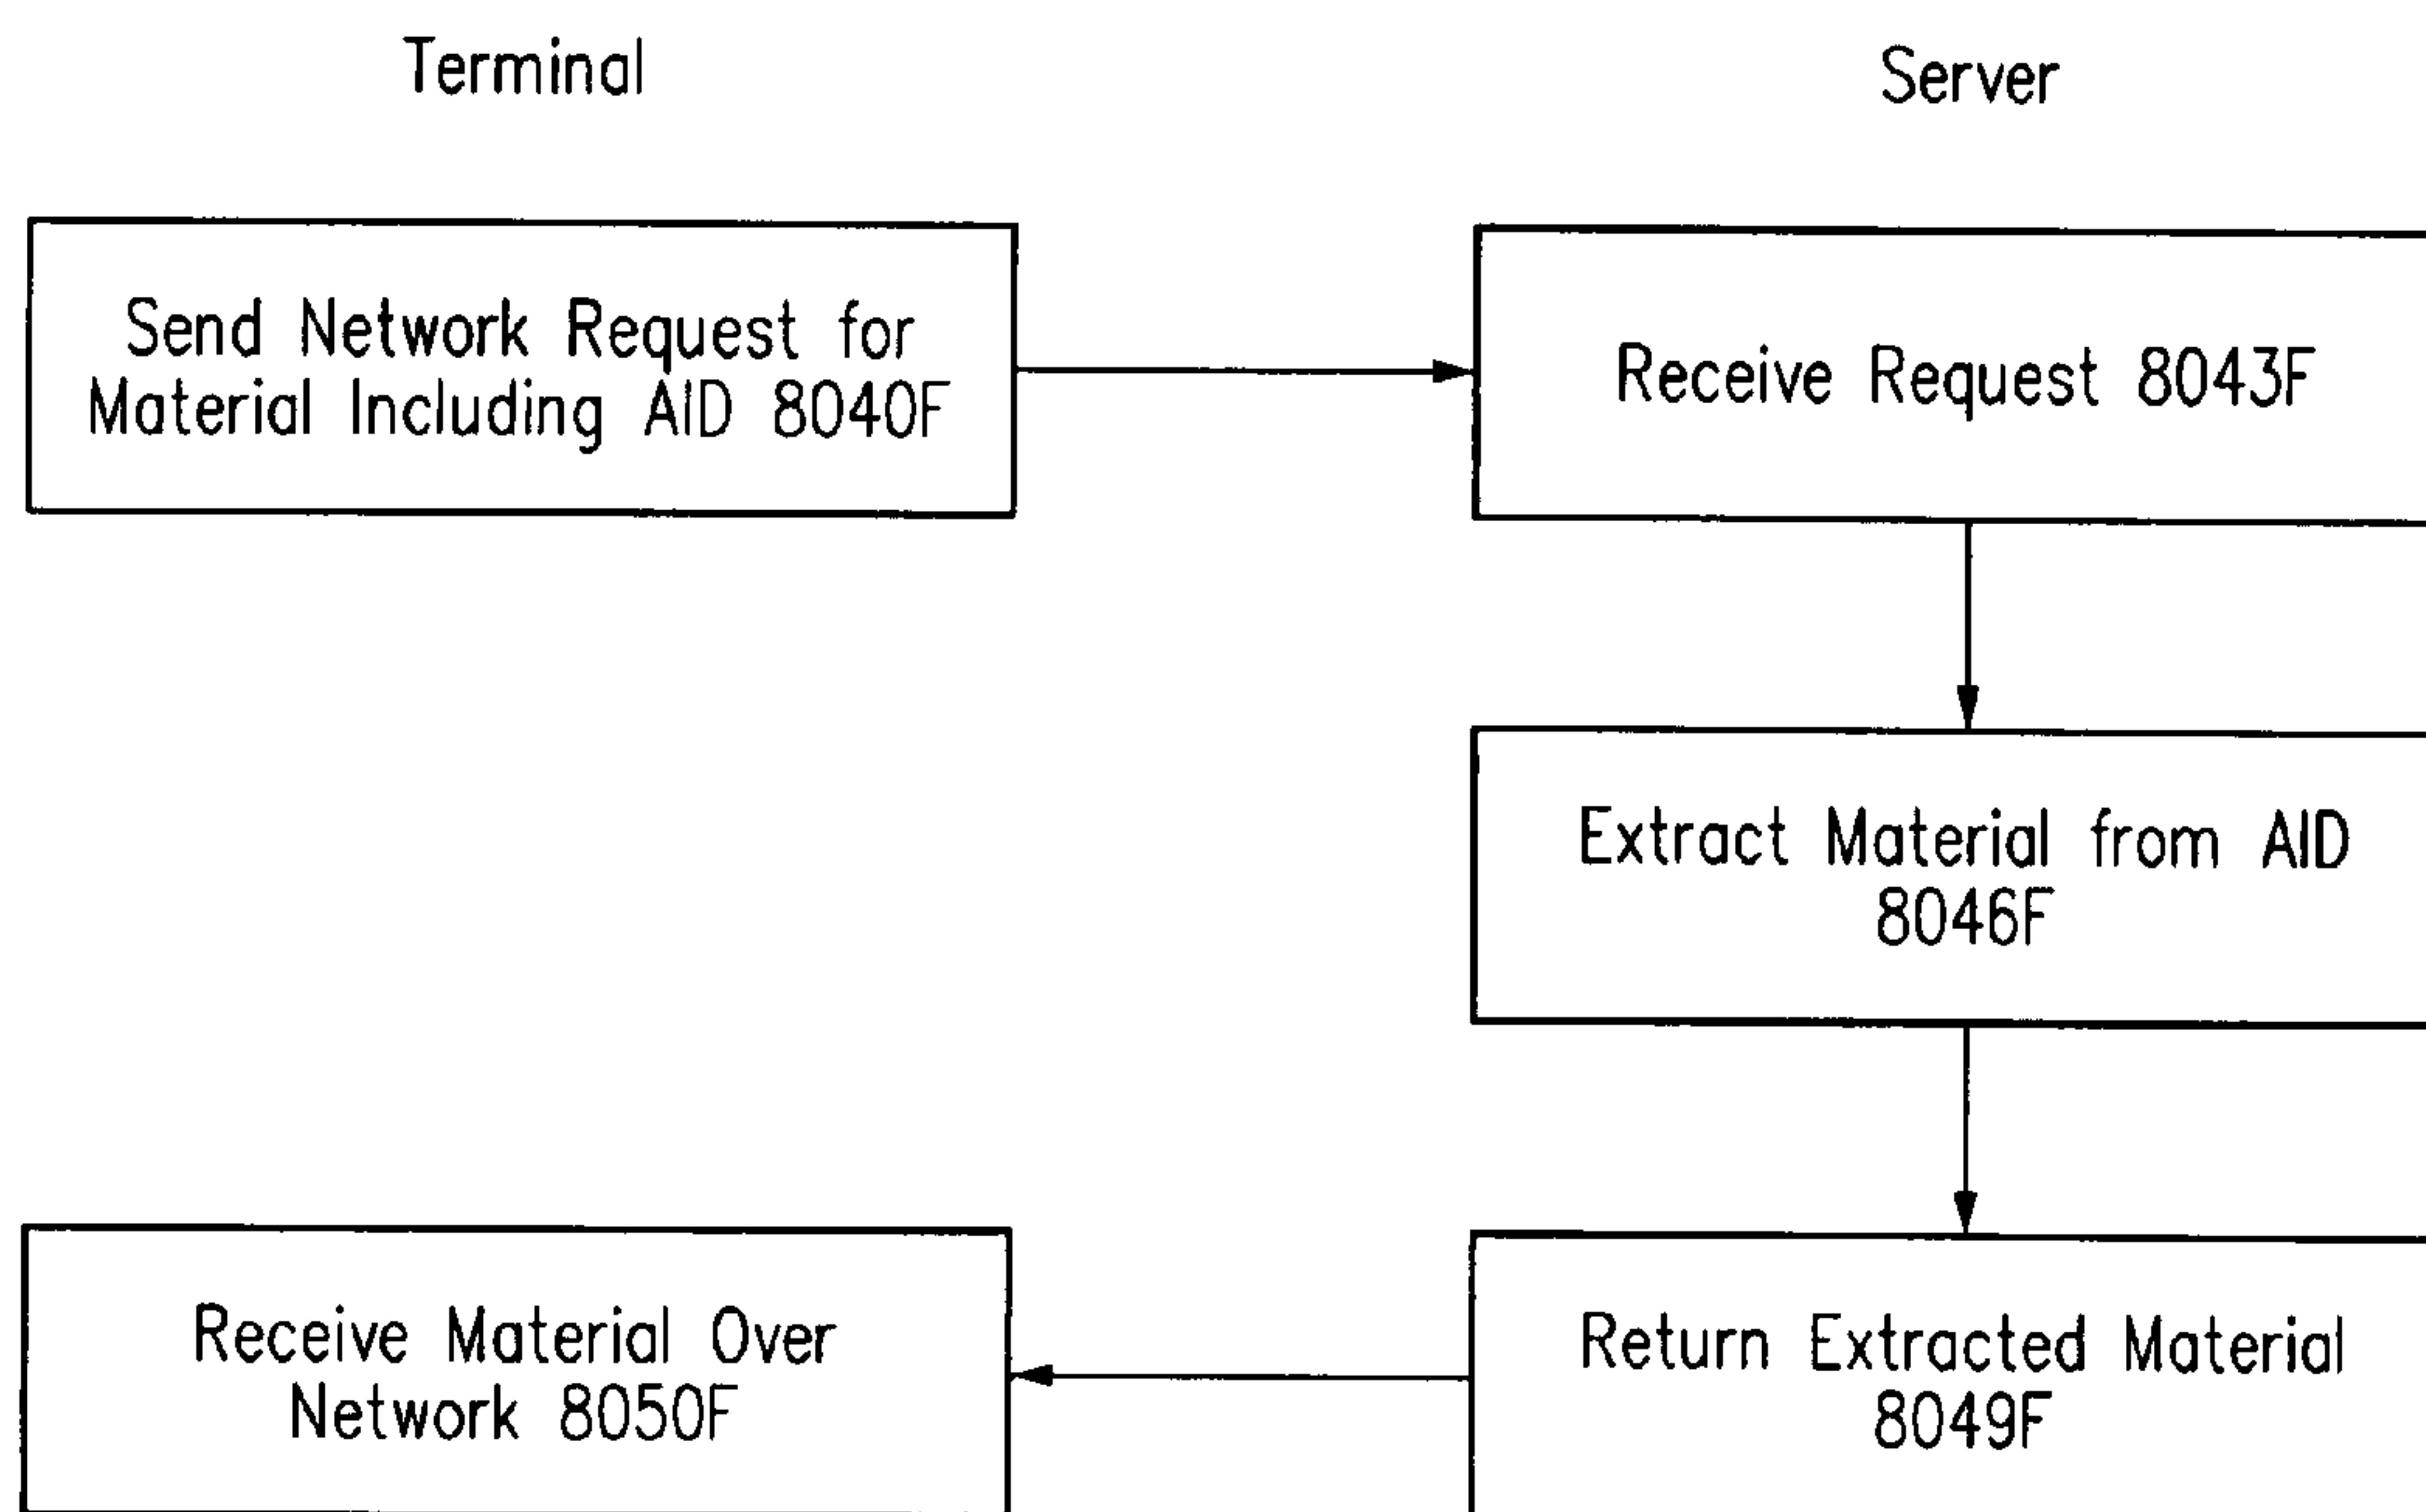 Terminal
Server
Send Network Request for
Material Including AID 8040F
Receive Request 8043F
Extract Material from AID
8046F
Receive Material Over
Network 8050F
Return Extracted Material
8049F